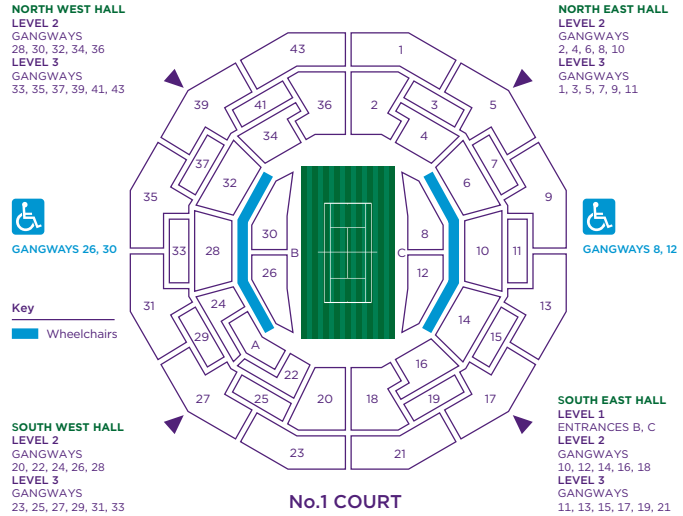 NORTH WEST HALL
LEVEL 2
GANGWAYS
28, 30, 32, 34, 36
LEVEL 3
GANGWAYS
33, 35, 37, 39, 41, 43
NORTH EAST HALL
LEVEL 2
GANGWAYS
2, 4, 6, 8, 10
LEVEL 3
GANGWAYS
1, 3, 5, 7, 9, 11
43
1
39
41
36
2
3
5
34
4
37
7
32
6
35
9
30
8
33
28
B
C
10
11
26
12
GANGWAYS 26, 30
GANGWAYS 8, 12
31
24
14
13
29
A
15
16
22
27
25
20
18
19
17
23
21
Key
Wheelchairs
SOUTH WEST HALL
LEVEL 2
GANGWAYS
20, 22, 24, 26, 28
LEVEL 3
GANGWAYS
23, 25, 27, 29, 31, 33
SOUTH EAST HALL
LEVEL 1
ENTRANCES B, C
LEVEL 2
GANGWAYS
10, 12, 14, 16, 18
LEVEL 3
GANGWAYS
11, 13, 15, 17, 19, 21
No.1 COURT